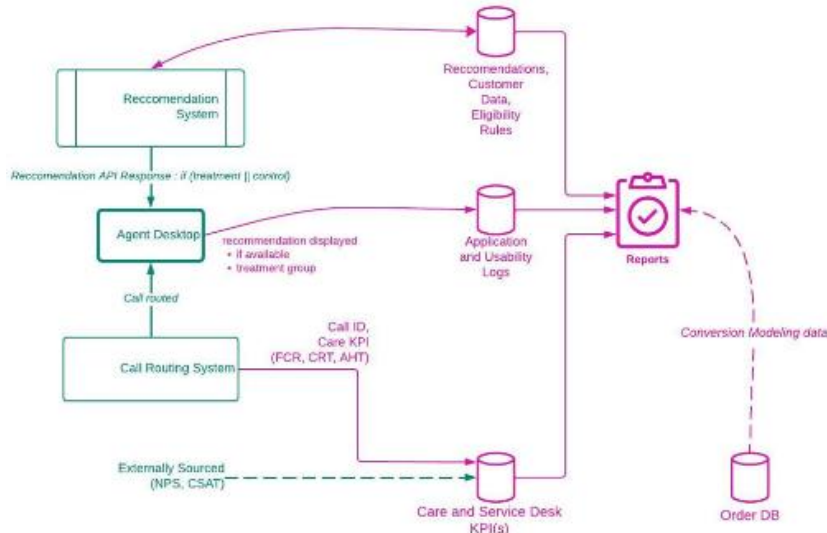 Reccomendations,
Customer
Data,
Eligibility
Rules
Reccomendation
System
Reccomendation API Response : if (treatment || control)
Agent Desktop
recommendation displayed
• if available
• treatment group
Application
and Usability
Logs
Reports
Call routed
Call ID,
Care KPI
(FCR, CRT, AHT)
Conversion Modeling data
Call Routing System
Externally Sourced
(NPS, CSAT)
Care and Service Desk
KPI(s)
Order DB